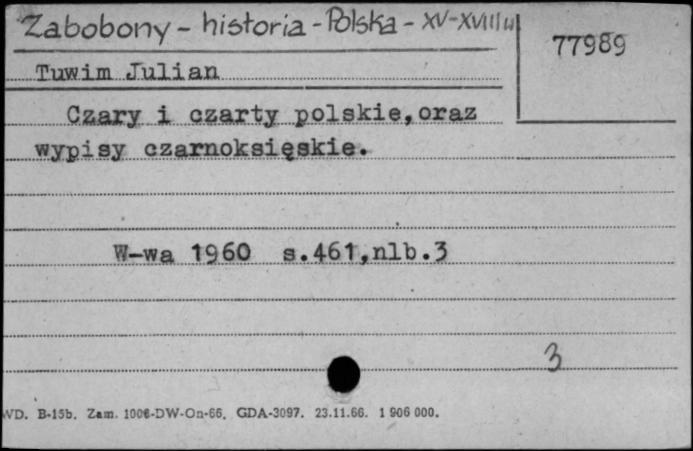 Zabobony - historia - Polska - XV-XVIII w
77989
Tuwim Julian
Czary i czarty polskie,oraz
wypisy czarnoksięskie.
W-wa 1960 s.461,nlb.3
3
WD. B-15b. Zam. 1006-DW-On-66. GDA-3097. 23.11.66. 1 906 000.